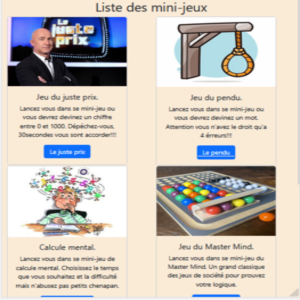 Liste des mini-jeux
Le juste
prix
Jeu du juste prix.
Lancez vous dans se mini-jeu ou
vous devrez devinez un chiffre
entre 0 et 1000. Dépêchez-vous,
30secondes vous sont accorder!!!
Le juste prix
Jeu du pendu.
Lancez vous dans se mini-jeu ou
vous devrez devinez un mot.
Attention vous n'avez le droit qu'a
4 érreurs!!!
Le pendu
Calcule mental.
Lancez vous dans se mini-jeu de
calcule mental. Choisissez le temps
que vous souhaitez et la difficulté
mais n'abusez pas petits chenapan.
Jeu du Master Mind.
Lancez vous dans se mini-jeu du
Master Mind. Un grand classique
des jeux de société pour prouvez
votre logique.